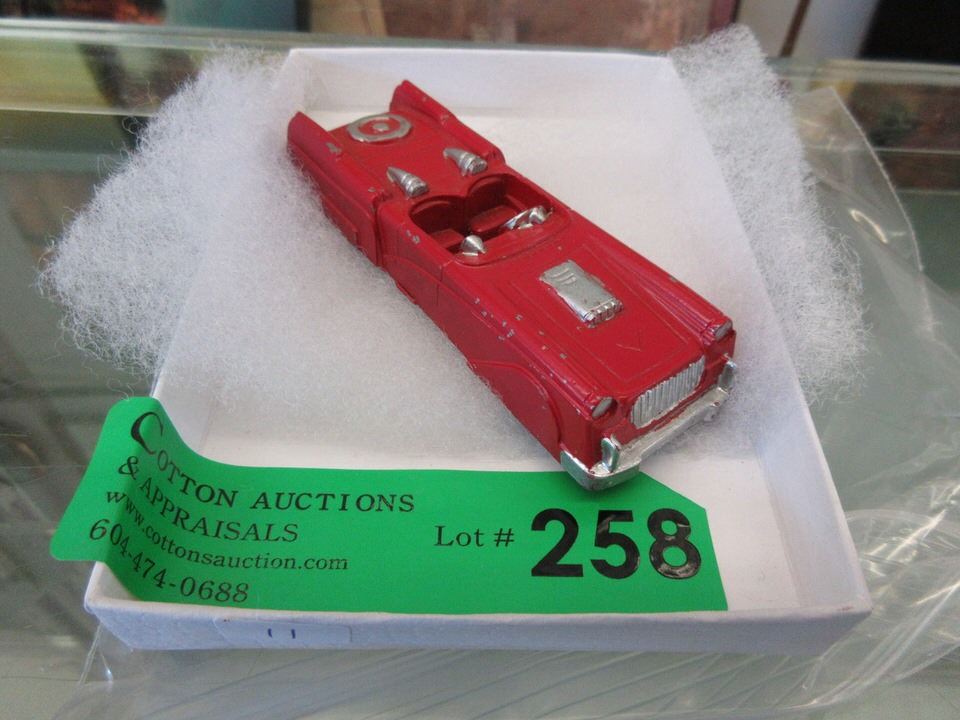 COTTON AUCTIONS
& APPRAISALS
www.cottonsauction.com
604-474-0688
Lot # 258